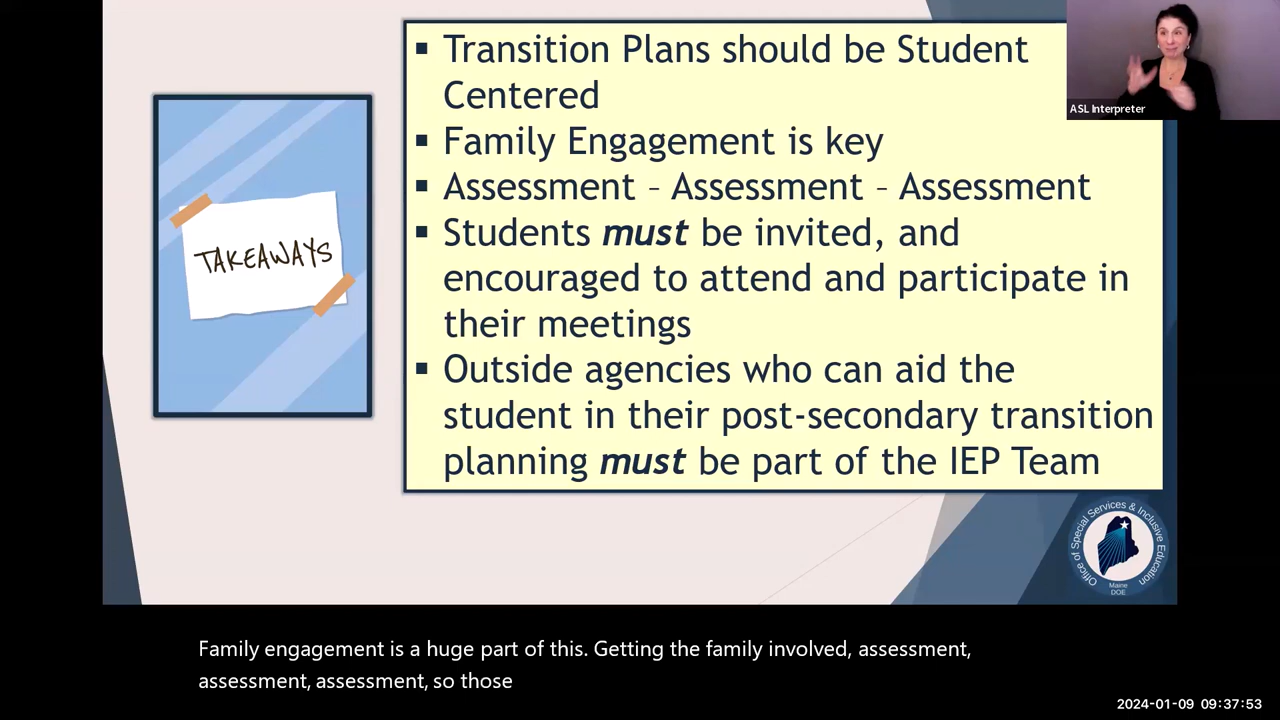 ▪ Transition Plans should be Student
Centered
▪ Family Engagement is key
▪ Assessment – Assessment – Assessment
▪ Students must be invited, and
encouraged to attend and participate in
their meetings
▪ Outside agencies who can aid the
student in their post-secondary transition
planning must be part of the IEP Team
TAKEAWAYS
ASL Interpreter
Office of Special Services & Inclusive Education
Maine
DOE
Family engagement is a huge part of this. Getting the family involved, assessment,
assessment, assessment, so those
2024-01-09 09:37:53